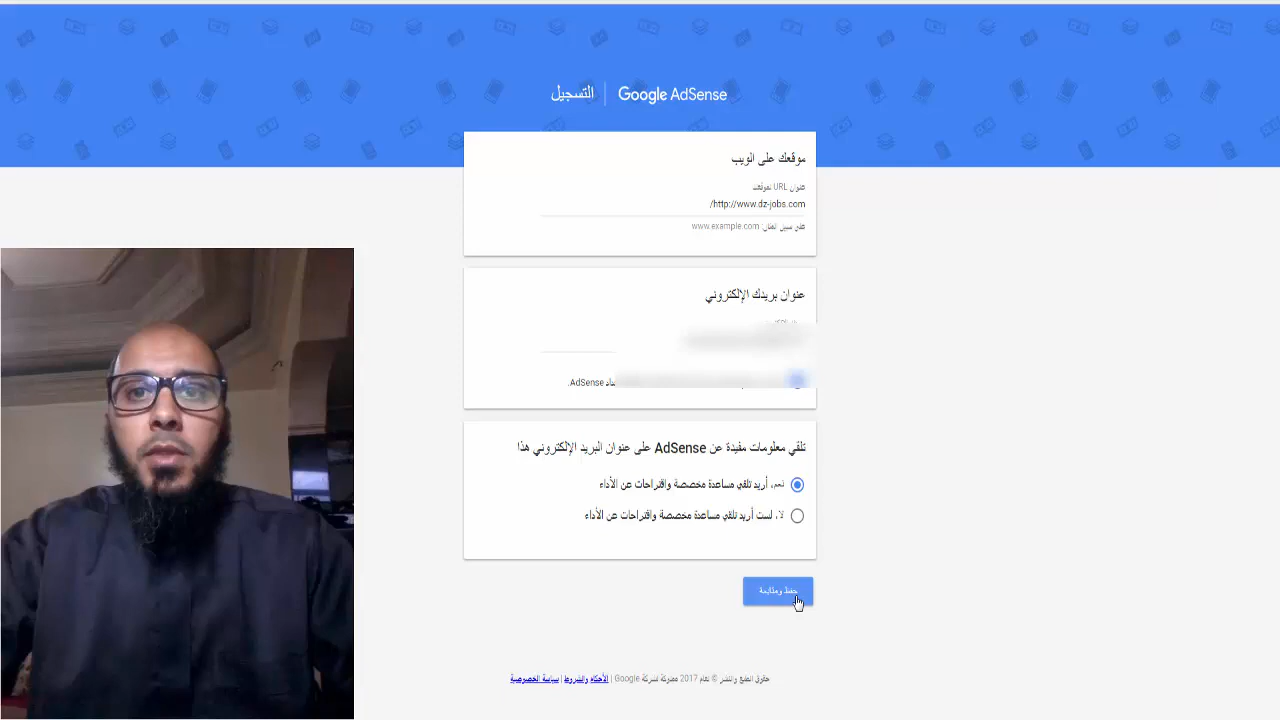 Google AdSense | التسجيل
موقعك على الويب
عنوان URL لموقعك
http://www.dz-jobs.com/
على سبيل المثال: www.example.com
عنوان بريدك الإلكتروني
AdSense.
تلقي معلومات مفيدة عن AdSense على عنوان البريد الإلكتروني هذا
نعم، أريد تلقي مساعدة مخصصة واقتراحات عن الأداء
لا، لست أريد تلقي مساعدة مخصصة واقتراحات عن الأداء
حفظ ومتابعة
حقوق الطبع والنشر © لعام 2017 مملوكة لشركة Google | الأحكام والشروط | سياسة الخصوصية